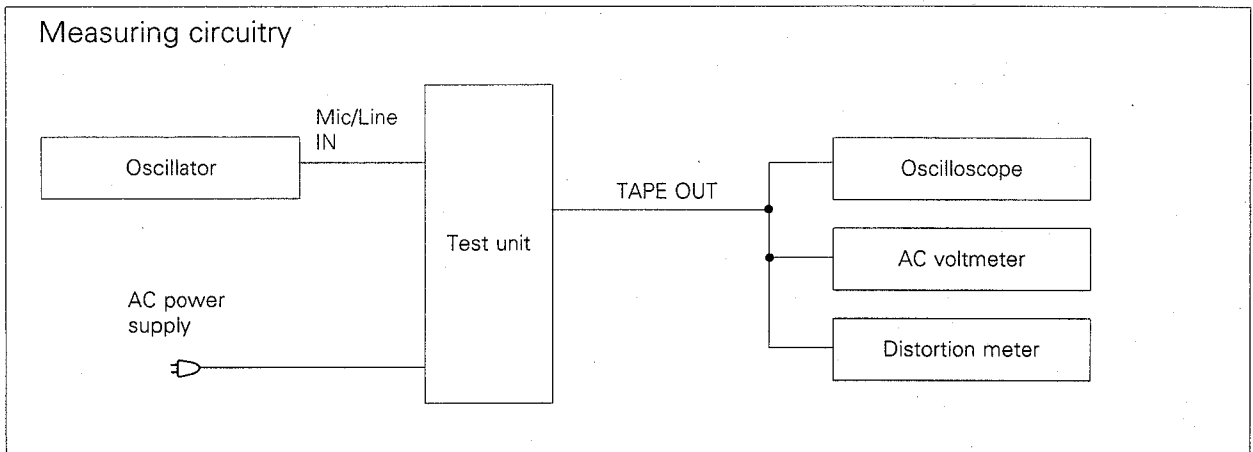 Measuring circuitry
Mic/Line
IN
Oscillator
Oscilloscope
TAPE OUT
Test unit
AC voltmeter
AC power
supply
Distortion meter